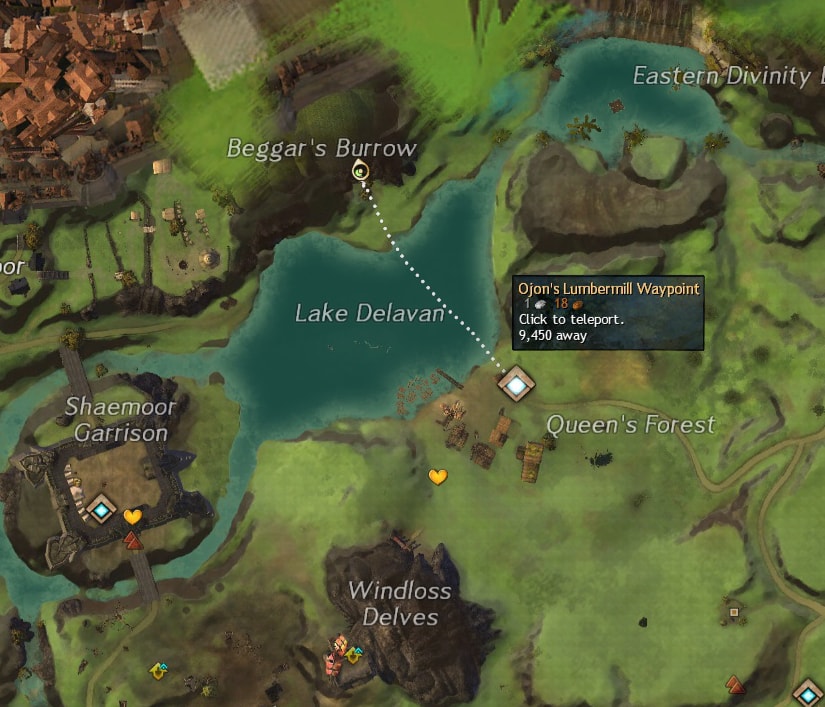 Eastern Divinity
Beggar's Burrow
oor
Ojon's Lumbermill Waypoint
1 18
Click to teleport.
9,450 away
Lake Delavan
Shaemoor
Garrison
Queen's Forest
Windloss
Delves